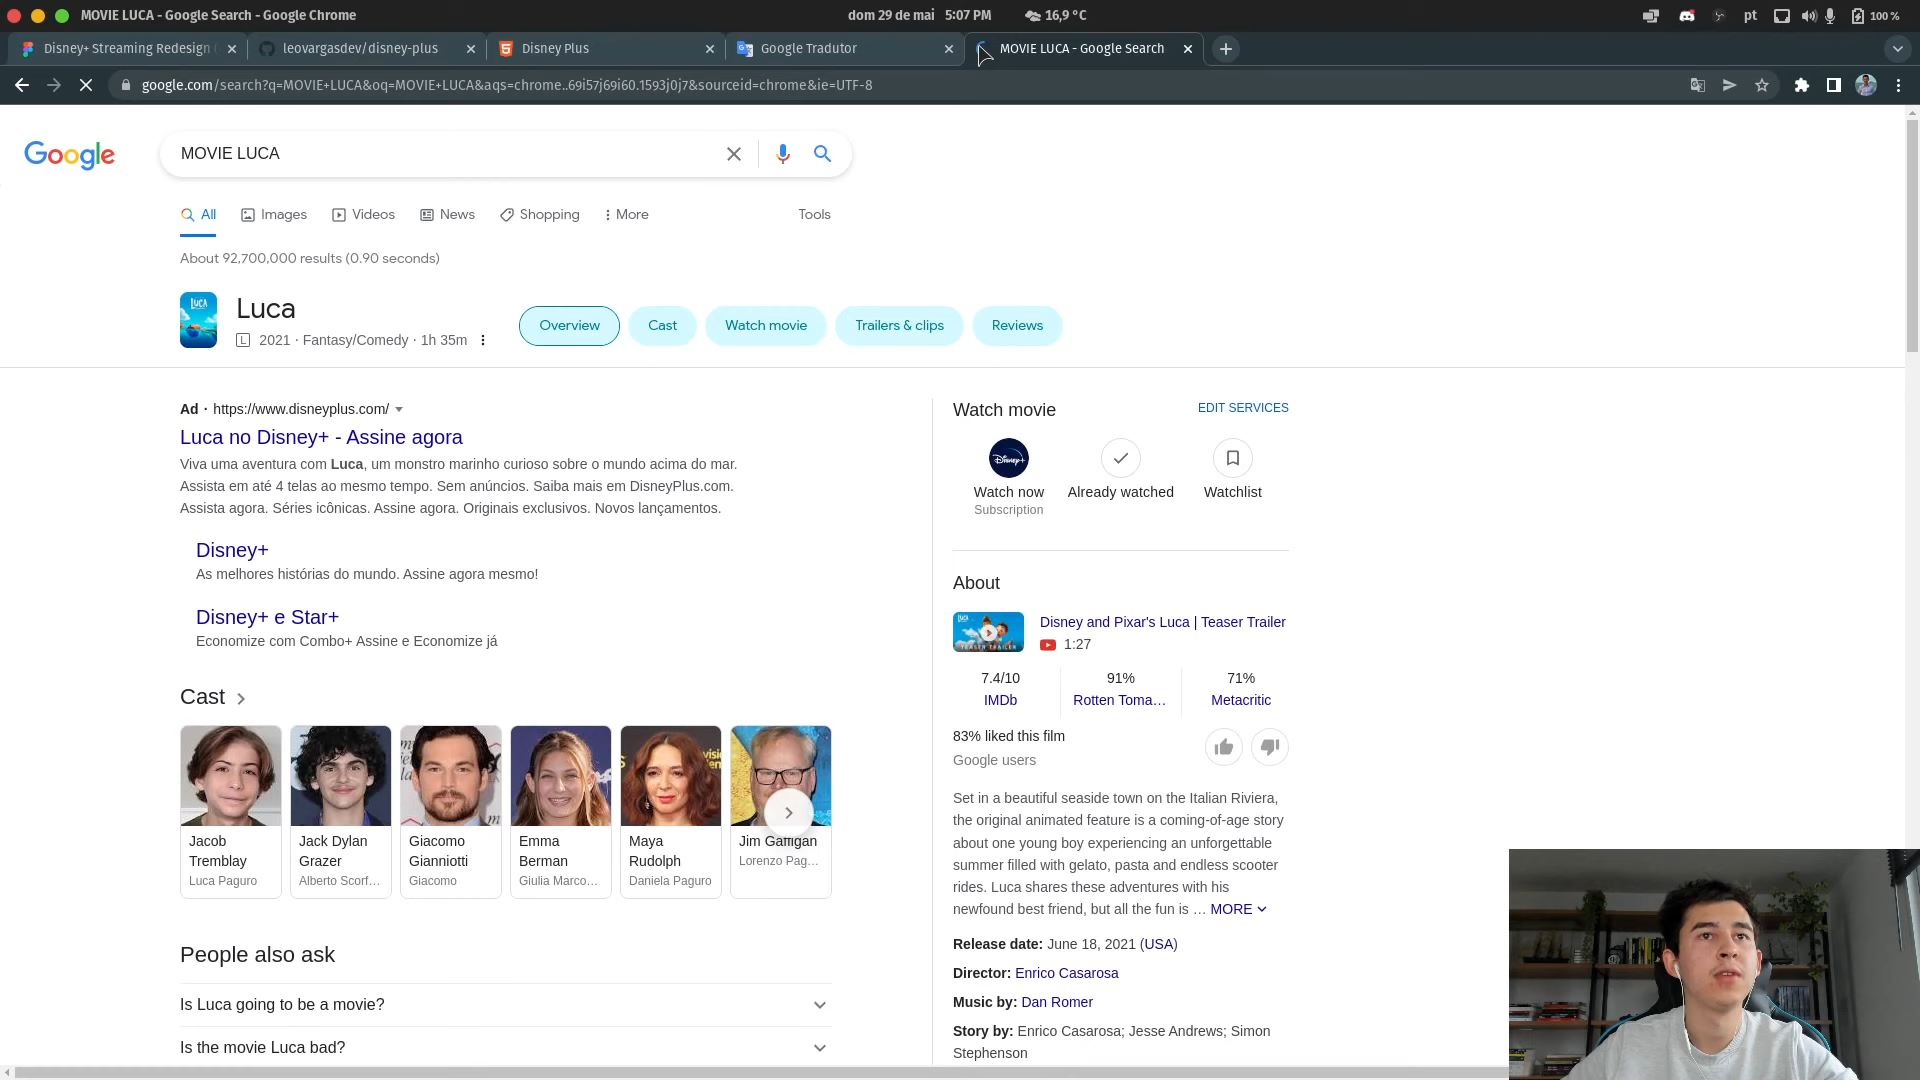 MOVIE LUCA - Google Search - Google Chrome
dom 29 de mai 5:07 PM
16,9 °C
pt
100 %
Disney+ Streaming Redesign
leovargasdev/disney-plus
Disney Plus
Google Tradutor
MOVIE LUCA - Google Search
google.com/search?q=MOVIE+LUCA&oq=MOVIE+LUCA&aqs=chrome..69i57j69i60.1593j0j7&sourceid=chrome&ie=UTF-8
Google
MOVIE LUCA
All
Images
Videos
News
Shopping
More
Tools
About 92,700,000 results (0.90 seconds)
LUCA
Luca
L 2021 · Fantasy/Comedy · 1h 35m
Overview
Cast
Watch movie
Trailers & clips
Reviews
Ad · https://www.disneyplus.com/
Luca no Disney+ - Assine agora
Viva uma aventura com Luca, um monstro marinho curioso sobre o mundo acima do mar.
Assista em até 4 telas ao mesmo tempo. Sem anúncios. Saiba mais em DisneyPlus.com.
Assista agora. Séries icônicas. Assine agora. Originais exclusivos. Novos lançamentos.
Disney+
As melhores histórias do mundo. Assine agora mesmo!
Disney+ e Star+
Economize com Combo+ Assine e Economize já
Cast
Jacob
Tremblay
Luca Paguro
Jack Dylan
Grazer
Alberto Scorf...
Giacomo
Gianniotti
Giacomo
Emma
Berman
Giulia Marco...
Maya
Rudolph
Daniela Paguro
Jim Gaffigan
Lorenzo Pag...
People also ask
Is Luca going to be a movie?
Is the movie Luca bad?
Watch movie
EDIT SERVICES
Disney+
Watch now
Subscription
Already watched
Watchlist
About
LUCA
TEASER TRAILER
Disney and Pixar's Luca | Teaser Trailer
1:27
7.4/10
IMDb
91%
Rotten Toma...
71%
Metacritic
83% liked this film
Google users
Set in a beautiful seaside town on the Italian Riviera,
the original animated feature is a coming-of-age story
about one young boy experiencing an unforgettable
summer filled with gelato, pasta and endless scooter
rides. Luca shares these adventures with his
newfound best friend, but all the fun is … MORE
Release date: June 18, 2021 (USA)
Director: Enrico Casarosa
Music by: Dan Romer
Story by: Enrico Casarosa; Jesse Andrews; Simon
Stephenson